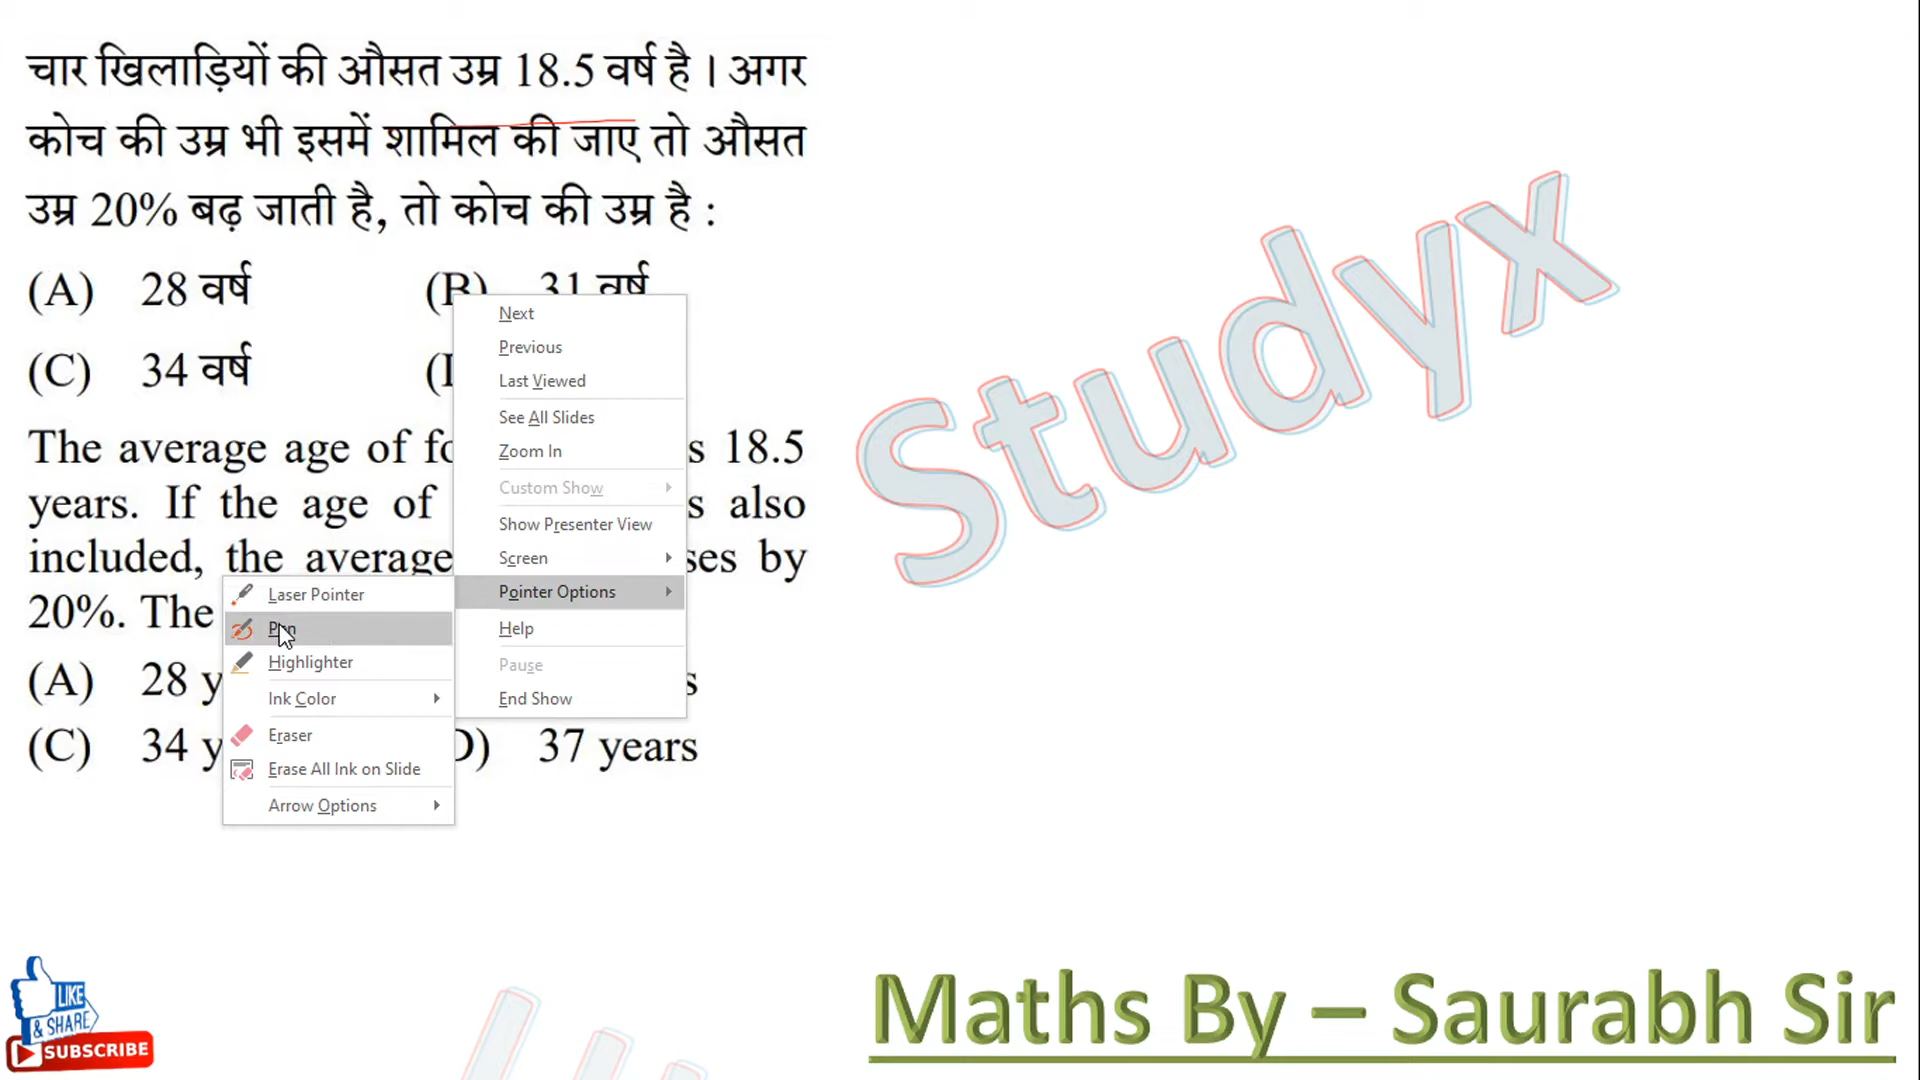 चार खिलाड़ियों की औसत उम्र 18.5 वर्ष है । अगर
कोच की उम्र भी इसमें शामिल की जाए तो औसत
उम्र 20% बढ़ जाती है, तो कोच की उम्र है :
(A) 28 वर्ष (B) 31 वर्ष
(C) 34 वर्ष
The average age of 18.5
years. If the age of also
included, the average by
20%. The
(A) 28
(C) 34 37 years
Next
Previous
Last Viewed
See All Slides
Zoom In
Custom Show
Show Presenter View
Screen
Pointer Options
Help
Pause
End Show
Laser Pointer
Pen
Highlighter
Ink Color
Eraser
Erase All Ink on Slide
Arrow Options
Studyx
LIKE
& SHARE
SUBSCRIBE
Maths By – Saurabh Sir